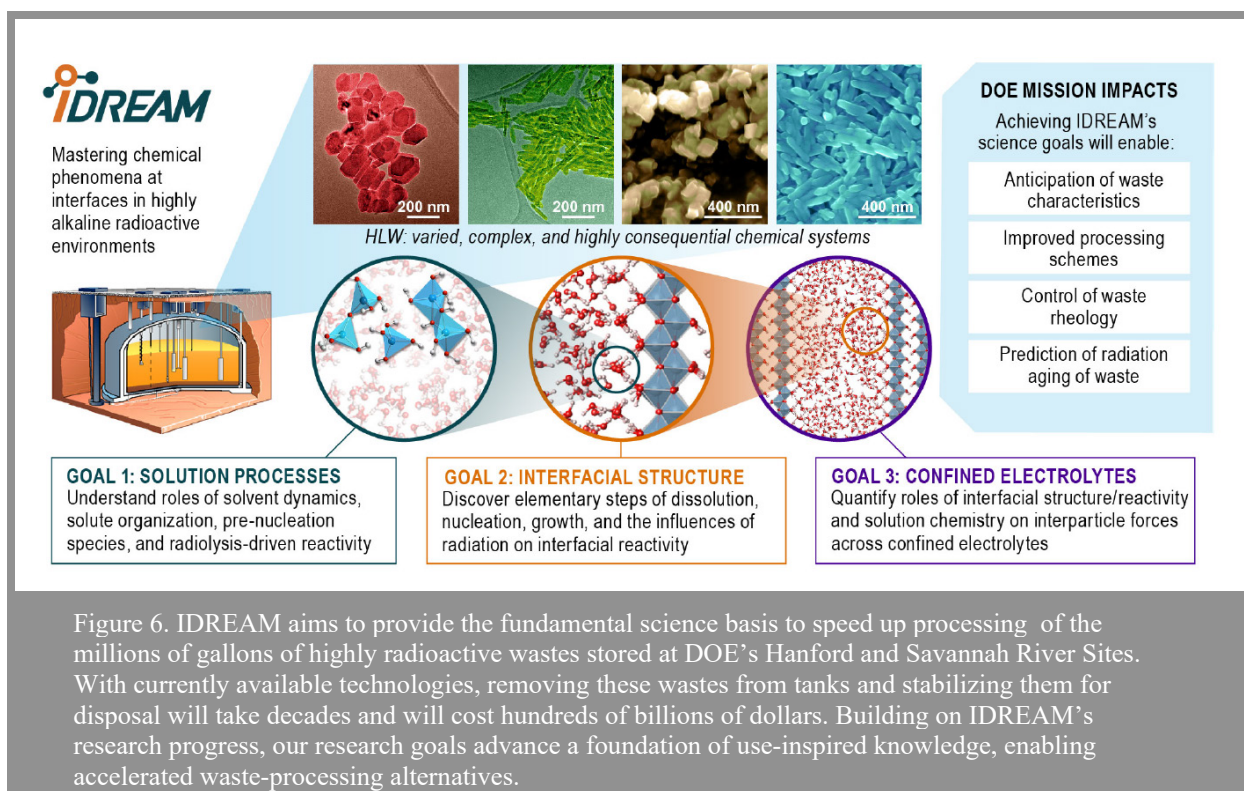 iDREAM
Mastering chemical
phenomena at
interfaces in highly
alkaline radioactive
environments
200 nm
200 nm
400 nm
400 nm
HLW: varied, complex, and highly consequential chemical systems
DOE MISSION IMPACTS
Achieving IDREAM's
science goals will enable:
Anticipation of waste
characteristics
Improved processing
schemes
Control of waste
rheology
Prediction of radiation
aging of waste
GOAL 1: SOLUTION PROCESSES
Understand roles of solvent dynamics,
solute organization, pre-nucleation
species, and radiolysis-driven reactivity
GOAL 2: INTERFACIAL STRUCTURE
Discover elementary steps of dissolution,
nucleation, growth, and the influences of
radiation on interfacial reactivity
GOAL 3: CONFINED ELECTROLYTES
Quantify roles of interfacial structure/reactivity
and solution chemistry on interparticle forces
across confined electrolytes
Figure 6. IDREAM aims to provide the fundamental science basis to speed up processing of the
millions of gallons of highly radioactive wastes stored at DOE's Hanford and Savannah River Sites.
With currently available technologies, removing these wastes from tanks and stabilizing them for
disposal will take decades and will cost hundreds of billions of dollars. Building on IDREAM's
research progress, our research goals advance a foundation of use-inspired knowledge, enabling
accelerated waste-processing alternatives.